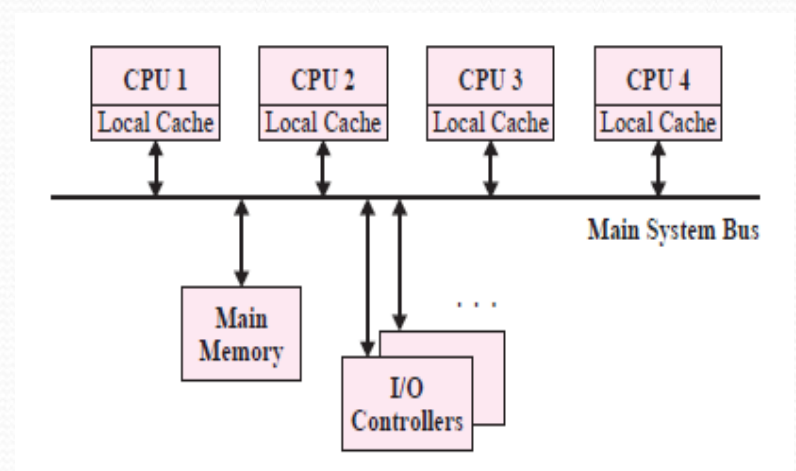 CPU 1
Local Cache
CPU 2
Local Cache
CPU 3
Local Cache
CPU 4
Local Cache
Main System Bus
Main
Memory
. . .
I/O
Controllers